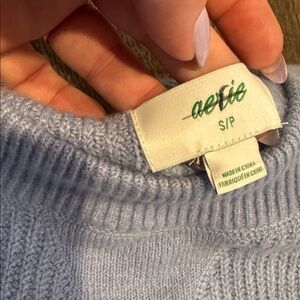 aerie
S/P
MADE IN CHINA
FABRIQUÉ EN CHINE